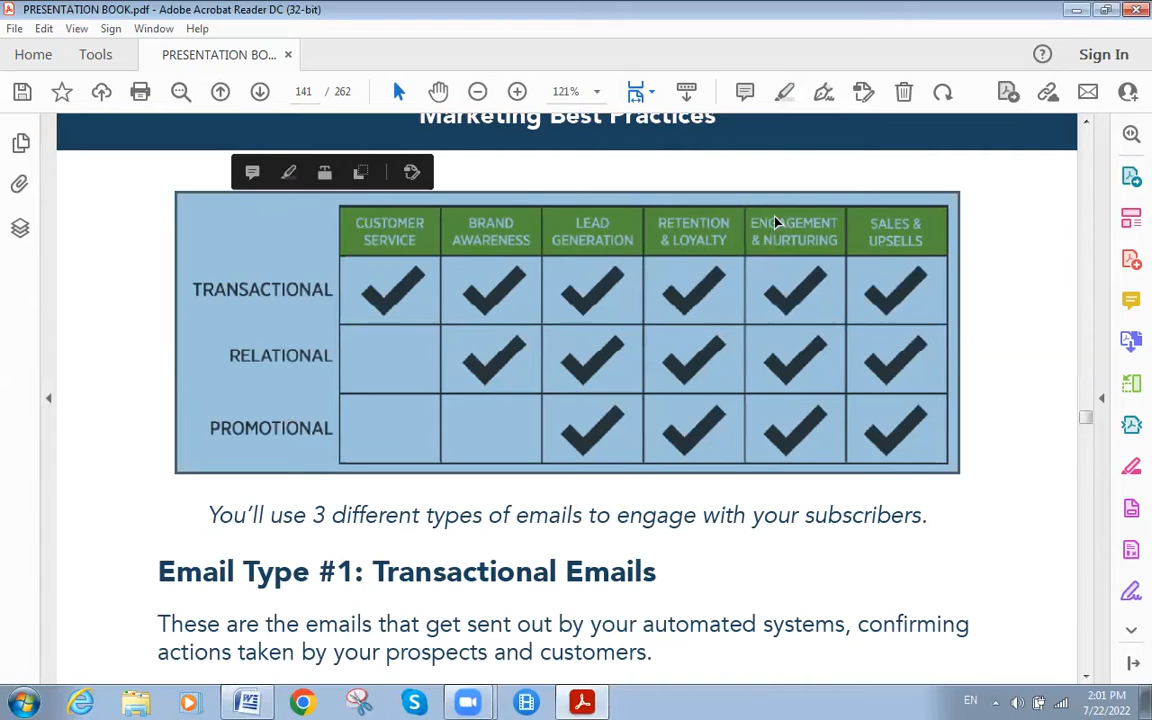 PRESENTATION BOOK.pdf - Adobe Acrobat Reader DC (32-bit)
File Edit View Sign Window Help
Home Tools PRESENTATION BO... × Sign In
141 / 262 121%
Marketing Best Practices
CUSTOMER SERVICE BRAND AWARENESS LEAD GENERATION RETENTION & LOYALTY ENGAGEMENT & NURTURING SALES & UPSELLS
TRANSACTIONAL
RELATIONAL
PROMOTIONAL
You'll use 3 different types of emails to engage with your subscribers.
Email Type #1: Transactional Emails
These are the emails that get sent out by your automated systems, confirming
actions taken by your prospects and customers.
EN 2:01 PM
7/22/2022